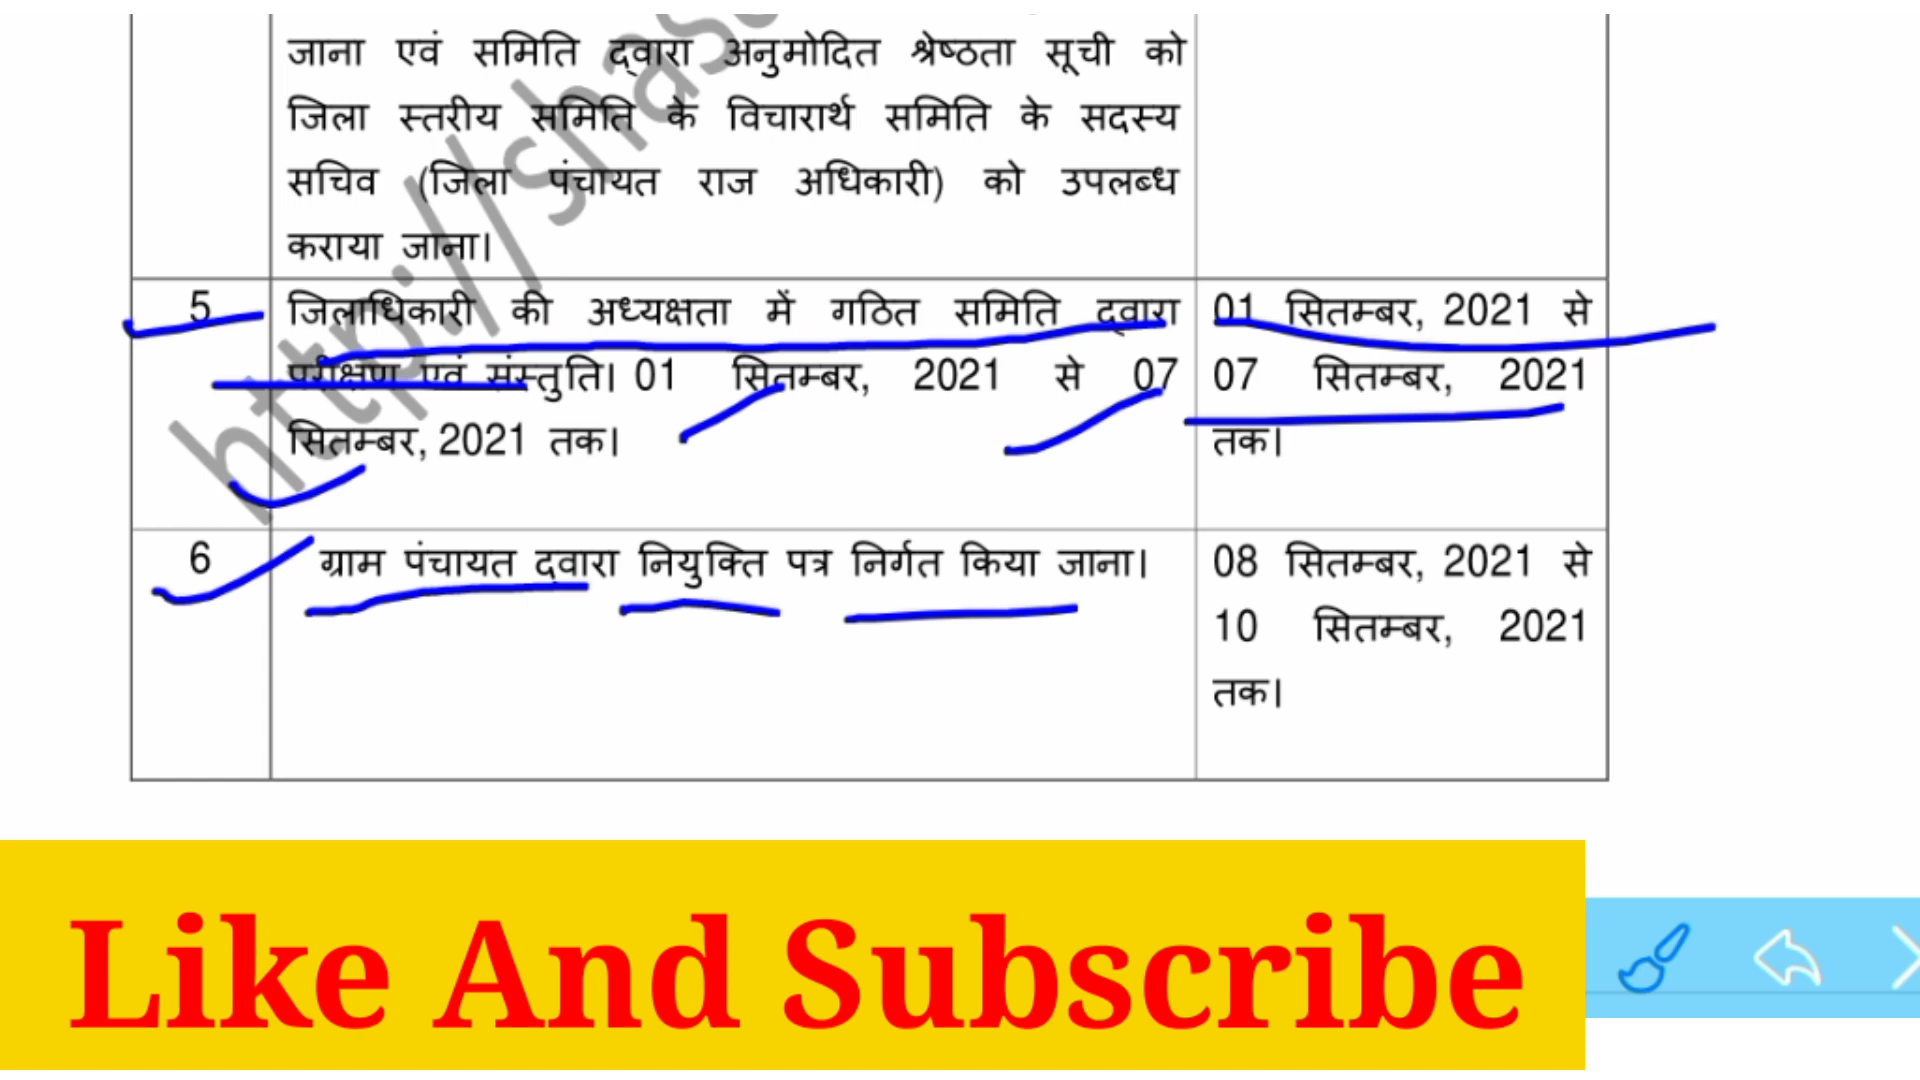 जाना एवं समिति द्वारा अनुमोदित श्रेष्ठता सूची को
जिला स्तरीय समिति के विचारार्थ समिति के सदस्य
सचिव (जिला पंचायत राज अधिकारी) को उपलब्ध
कराया जाना।
5
जिलाधिकारी की अध्यक्षता में गठित समिति द्वारा
परीक्षण एवं संस्तुति। 01 सितम्बर, 2021 से 07
सितम्बर, 2021 तक।
01 सितम्बर, 2021 से
07 सितम्बर, 2021
तक।
6
ग्राम पंचायत द्वारा नियुक्ति पत्र निर्गत किया जाना।
08 सितम्बर, 2021 से
10 सितम्बर, 2021
तक।
Like And Subscribe